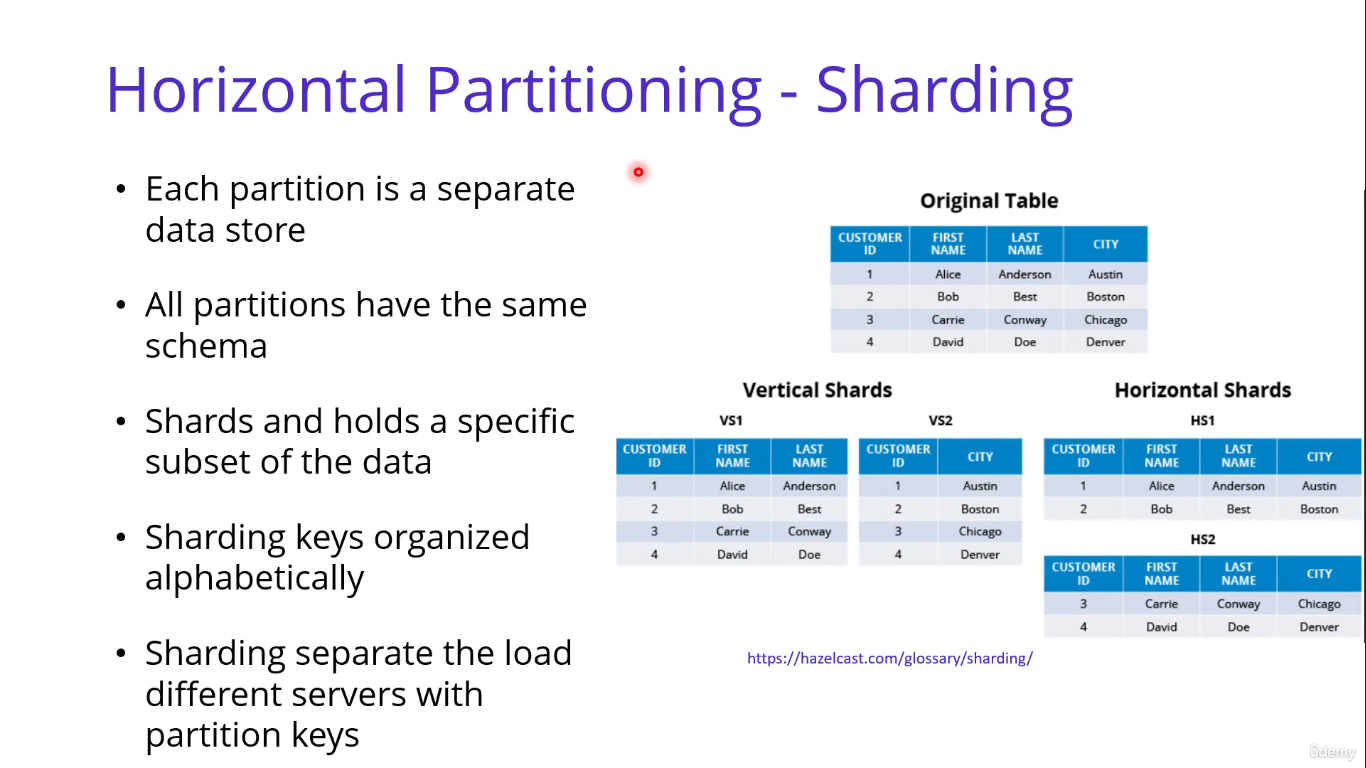 Horizontal Partitioning - Sharding
• Each partition is a separate
data store
• All partitions have the same
schema
• Shards and holds a specific
subset of the data
• Sharding keys organized
alphabetically
• Sharding separate the load
different servers with
partition keys
Original Table
CUSTOMER ID FIRST NAME LAST NAME CITY
1 Alice Anderson Austin
2 Bob Best Boston
3 Carrie Conway Chicago
4 David Doe Denver
Vertical Shards
VS1
CUSTOMER ID FIRST NAME LAST NAME
1 Alice Anderson
2 Bob Best
3 Carrie Conway
4 David Doe
VS2
CUSTOMER ID CITY
1 Austin
2 Boston
3 Chicago
4 Denver
Horizontal Shards
HS1
CUSTOMER ID FIRST NAME LAST NAME CITY
1 Alice Anderson Austin
2 Bob Best Boston
HS2
CUSTOMER ID FIRST NAME LAST NAME CITY
3 Carrie Conway Chicago
4 David Doe Denver
https://hazelcast.com/glossary/sharding/
ûdemy